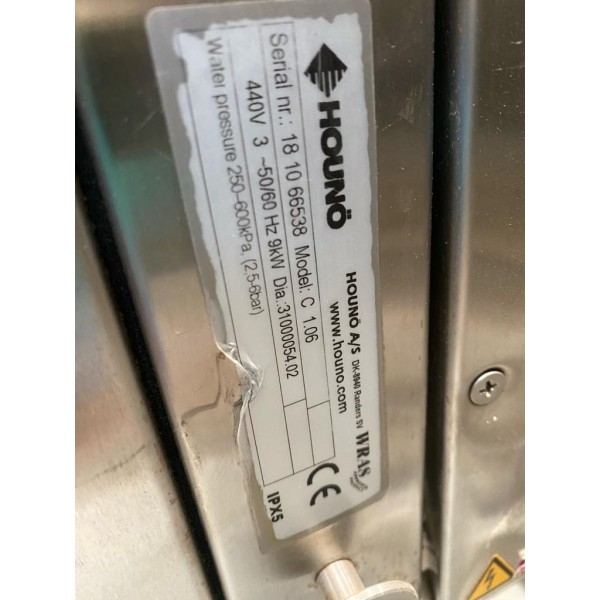 HOUNÖ
HOUNÖ A/S DK-8940 Randers SV
www.houno.com
WRAS
Serial nr.: 18 10 66538 Model: C 1.06
440V 3 ~50/60 Hz 9kW Dia.:31000054.02
Water pressure 250-600kPa, (2,5-6bar)
CE
IPX5